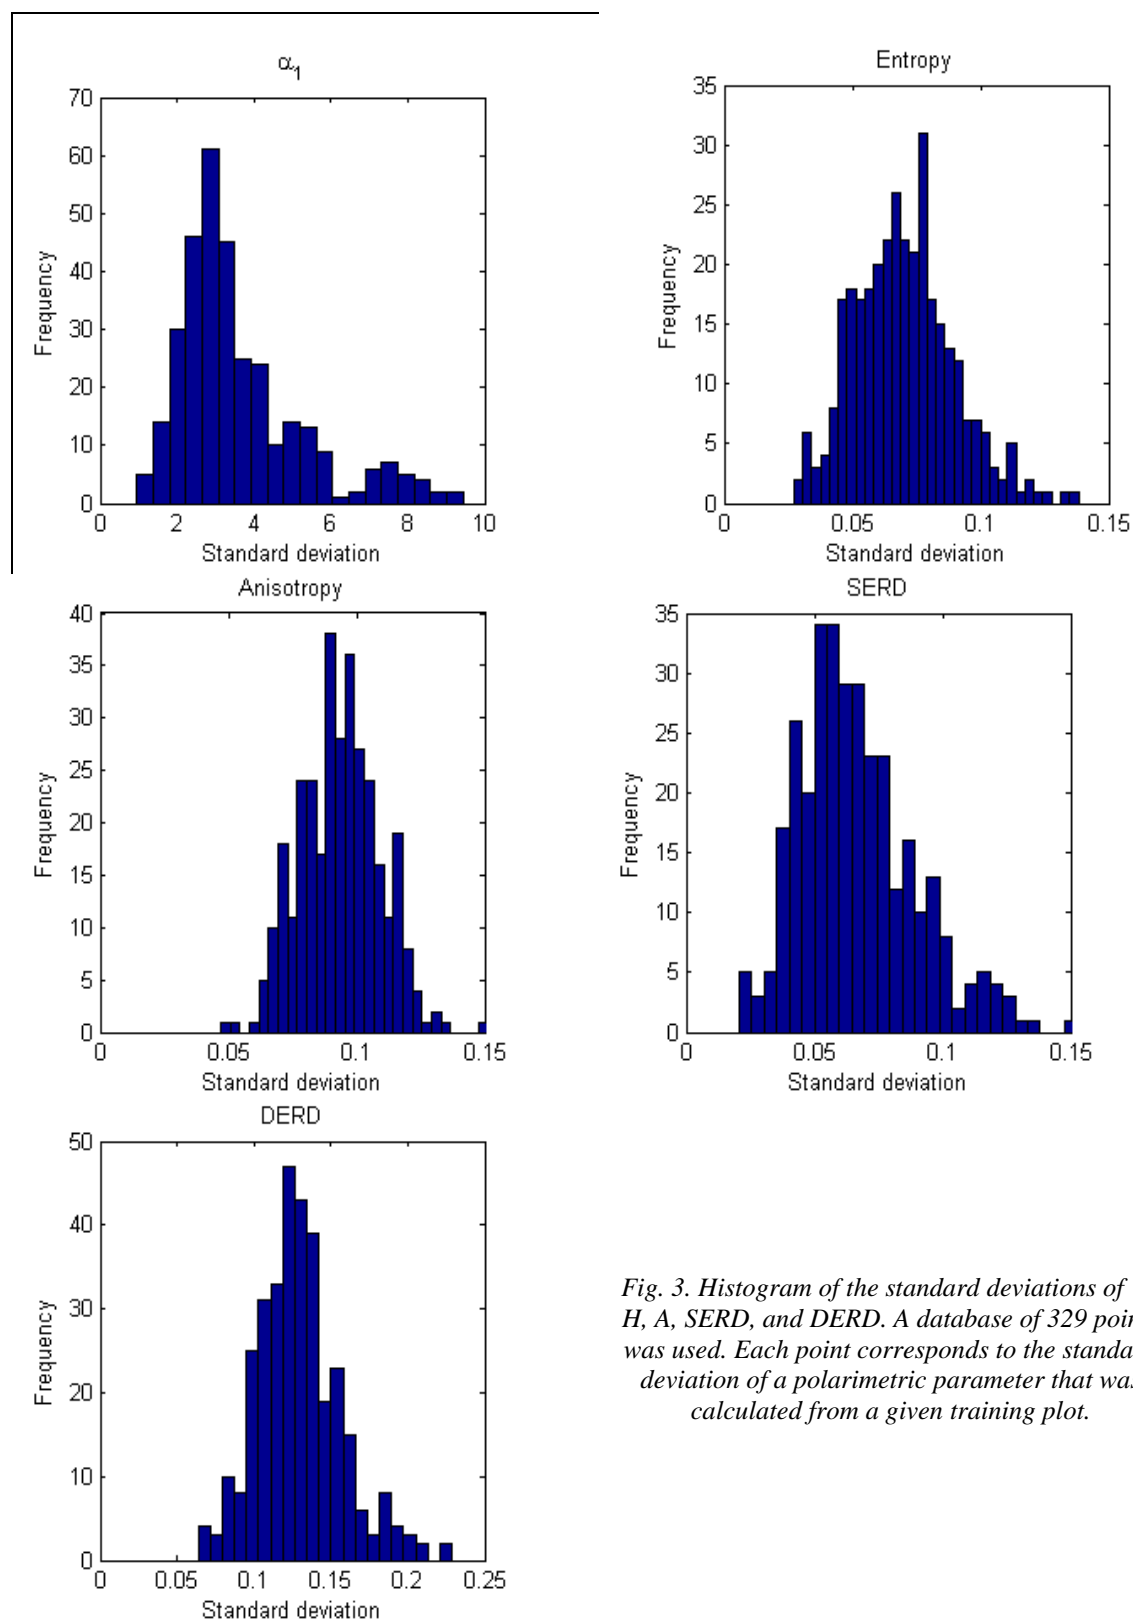 α1
70
60
50
40
30
20
10
0
Frequency
0 2 4 6 8 10
Standard deviation
Entropy
35
30
25
20
15
10
5
0
Frequency
0 0.05 0.1 0.15
Standard deviation
Anisotropy
40
35
30
25
20
15
10
5
0
Frequency
0 0.05 0.1 0.15
Standard deviation
SERD
35
30
25
20
15
10
5
0
Frequency
0 0.05 0.1 0.15
Standard deviation
DERD
50
40
30
20
10
0
Frequency
0 0.05 0.1 0.15 0.2 0.25
Standard deviation
Fig. 3. Histogram of the standard deviations of
H, A, SERD, and DERD. A database of 329
was used. Each point corresponds to the
deviation of a polarimetric parameter that was
calculated from a given training plot.